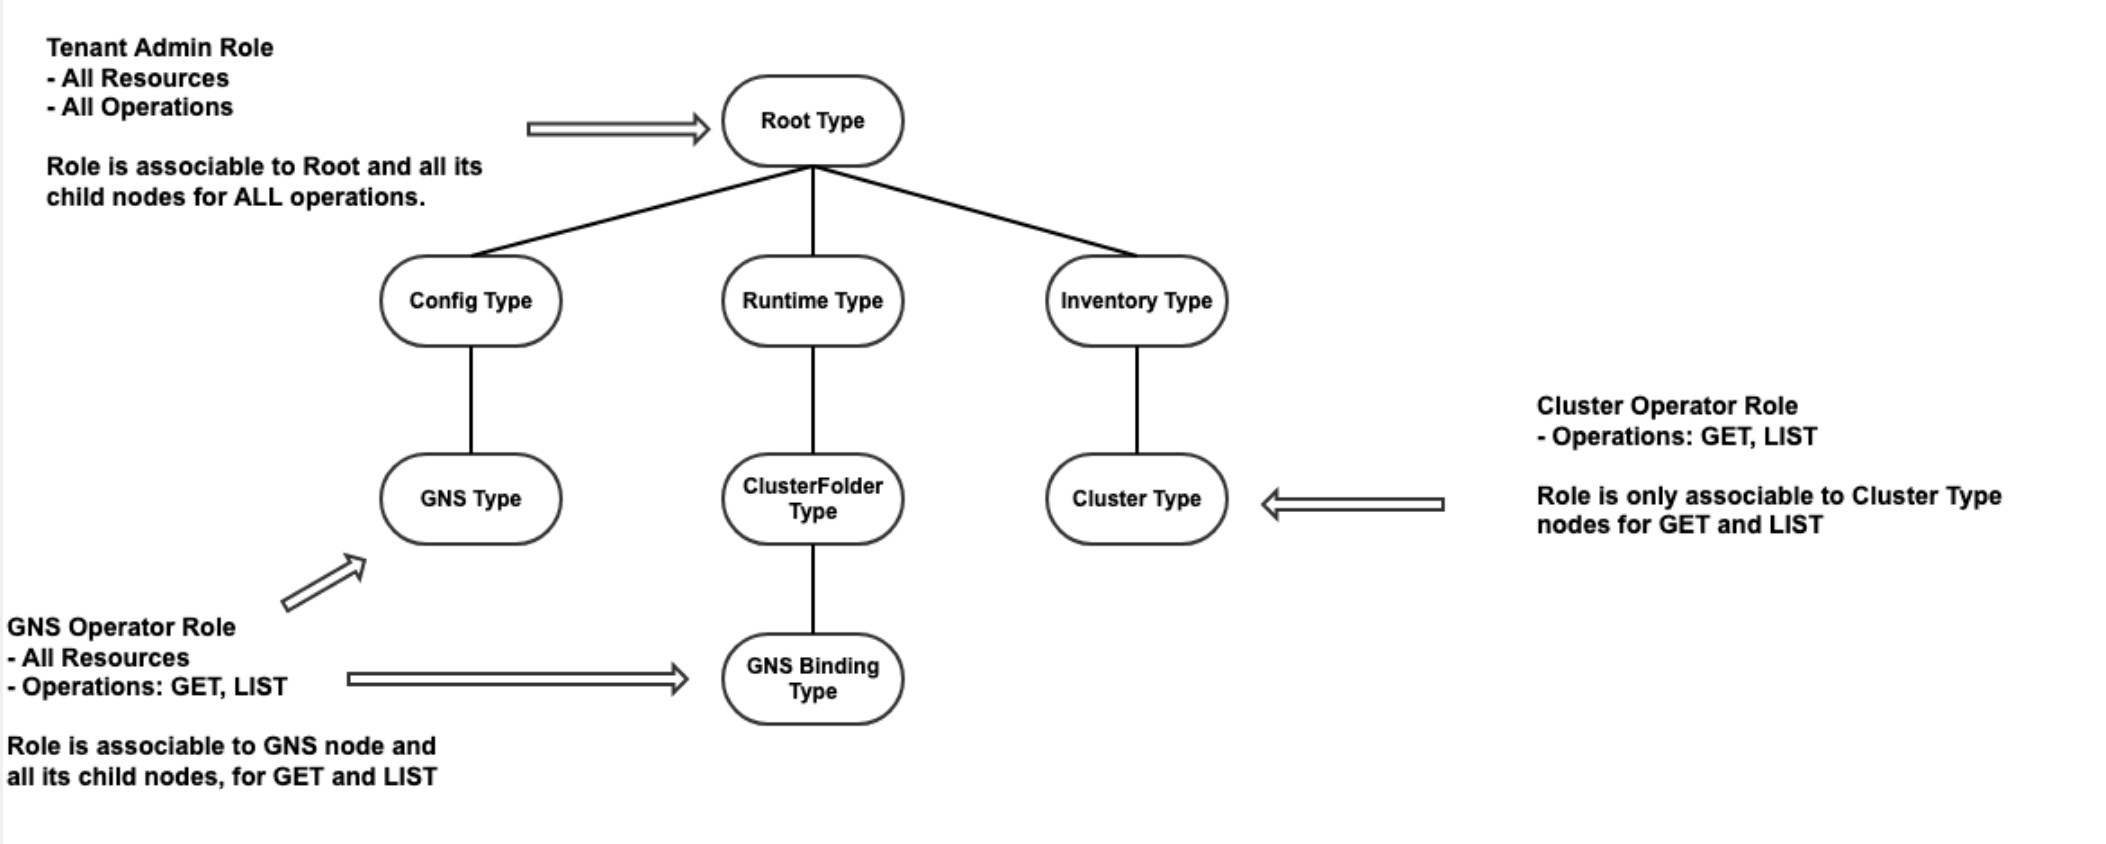 Tenant Admin Role
- All Resources
- All Operations
Role is associable to Root and all its
child nodes for ALL operations.
Root Type
Config Type
Runtime Type
Inventory Type
GNS Type
ClusterFolder
Type
Cluster Type
Cluster Operator Role
- Operations: GET, LIST
Role is only associable to Cluster Type
nodes for GET and LIST
GNS Operator Role
- All Resources
- Operations: GET, LIST
Role is associable to GNS node and
all its child nodes, for GET and LIST
GNS Binding
Type